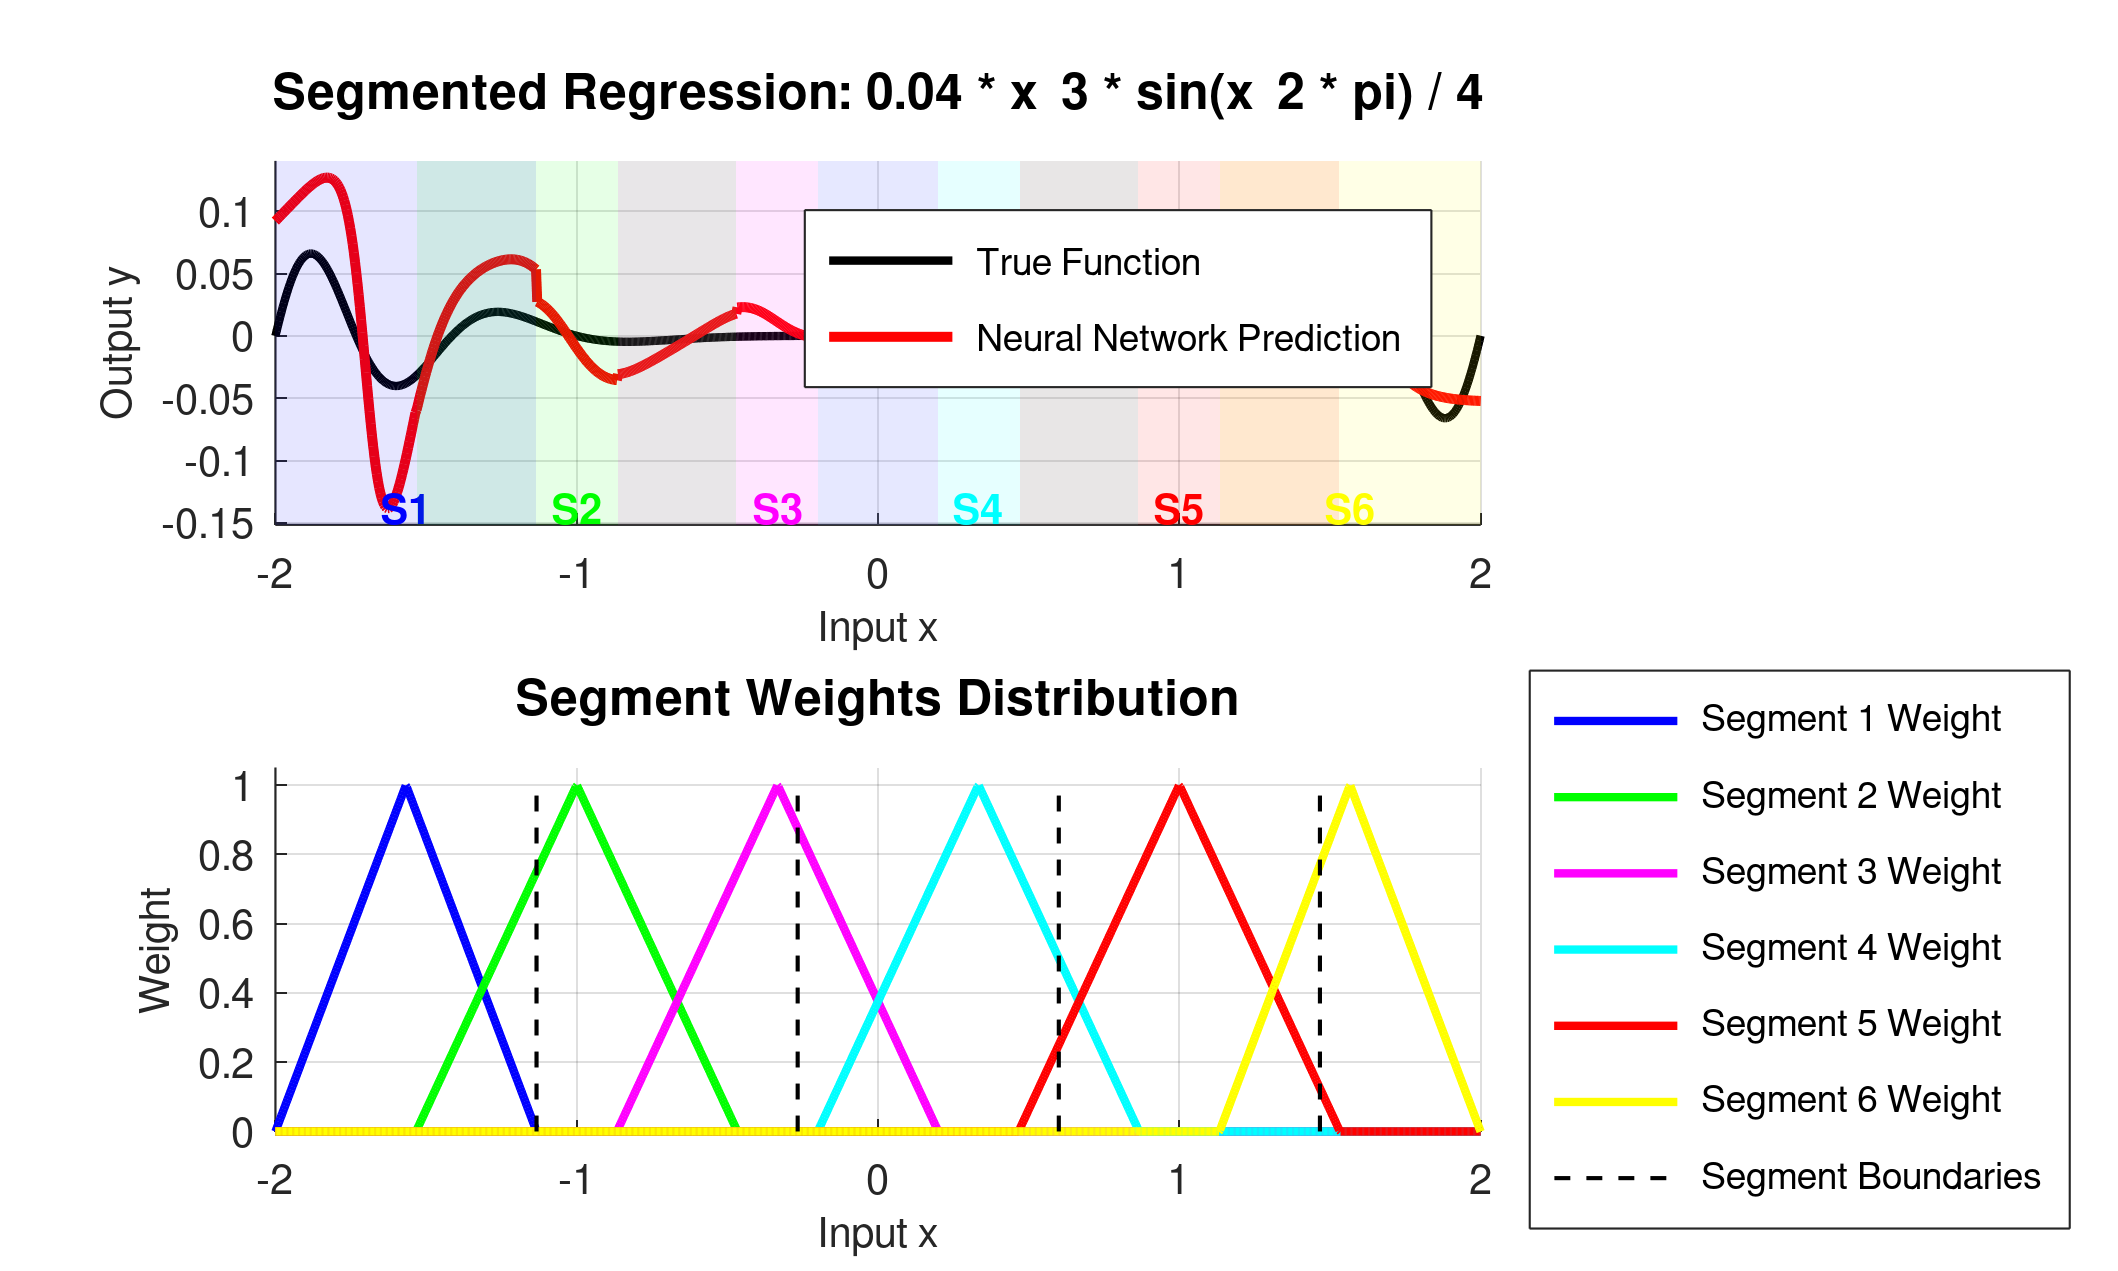 Segmented Regression: 0.04 * x 3 * sin(x 2 * pi) / 4
Output y
0.1
0.05
0
-0.05
-0.1
-0.15
True Function
Neural Network Prediction
S1 S2 S3 S4 S5 S6
-2 -1 0 1 2
Input x
Segment Weights Distribution
Weight
1
0.8
0.6
0.4
0.2
0
-2 -1 0 1 2
Input x
Segment 1 Weight
Segment 2 Weight
Segment 3 Weight
Segment 4 Weight
Segment 5 Weight
Segment 6 Weight
Segment Boundaries